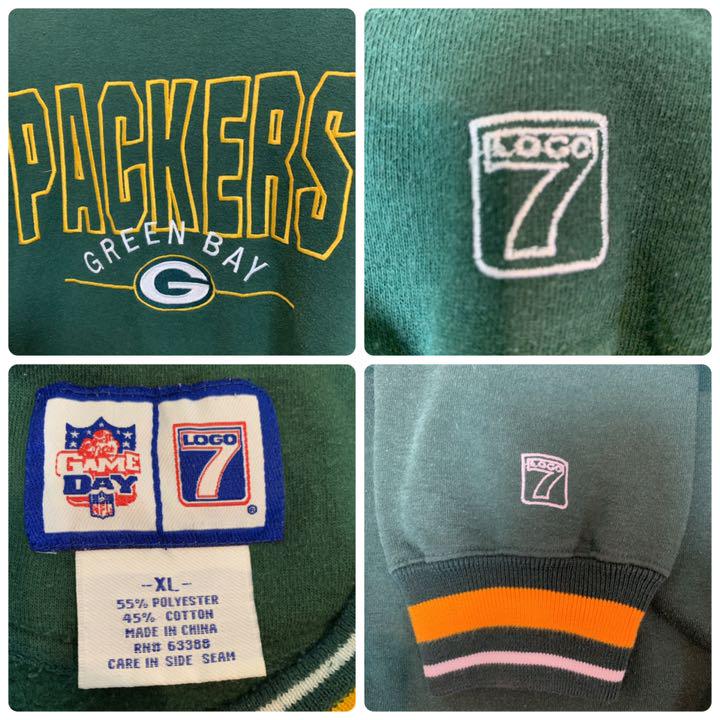 PACKERS
GREEN BAY
G
LOGO
7
GAME
DAY
NFL
LOGO
7
®
--XL--
55% POLYESTER
45% COTTON
MADE IN CHINA
RN# 63388
CARE IN SIDE SEAM
LOGO
7